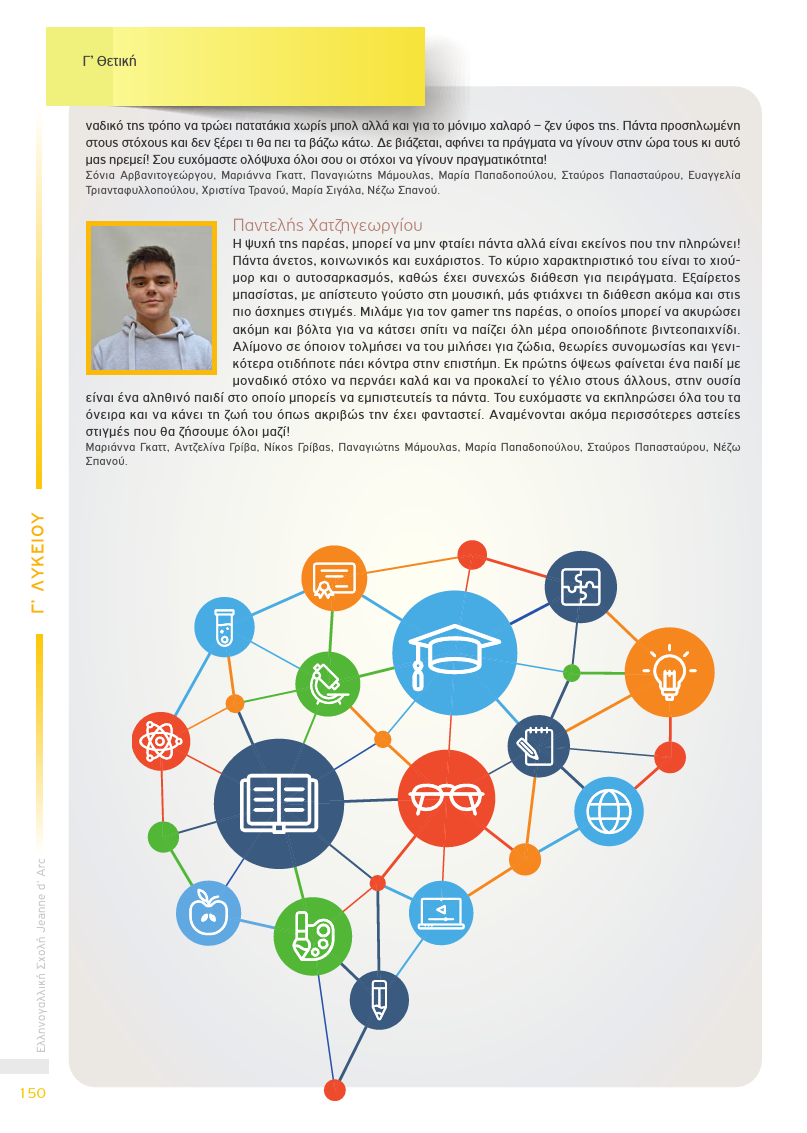 Γ' Θετική
ναδικό της τρόπο να τρώει πατατάκια χωρίς μπολ αλλά και για το μόνιμο χαλαρό – ζεν ύφος της. Πάντα προσηλωμένη
στους στόχους και δεν ξέρει τι θα πει τα βάζω κάτω. Δε βιάζεται, αφήνει τα πράγματα να γίνουν στην ώρα τους κι αυτό
μας ηρεμεί! Σου ευχόμαστε ολόψυχα όλοι σου οι στόχοι να γίνουν πραγματικότητα!
Σόνια Αρβανιτογεώργου, Μαριάννα Γκαττ, Παναγιώτης Μάμουλας, Μαρία Παπαδοπούλου, Σταύρος Παπασταύρου, Ευαγγελία
Τριανταφυλλοπούλου, Χριστίνα Τρανού, Μαρία Σιγάλα, Νέζω Σπανού.
Παντελής Χατζηγεωργίου
Η ψυχή της παρέας, μπορεί να μην φταίει πάντα αλλά είναι εκείνος που την πληρώνει!
Πάντα άνετος, κοινωνικός και ευχάριστος. Το κύριο χαρακτηριστικό του είναι το χιού-
μορ και ο αυτοσαρκασμός, καθώς έχει συνεχώς διάθεση για πειράγματα. Εξαίρετος
μπασίστας, με απίστευτο γούστο στη μουσική, μάς φτιάχνει τη διάθεση ακόμα και στις
πιο άσχημες στιγμές. Μιλάμε για τον gamer της παρέας, ο οποίος μπορεί να ακυρώσει
ακόμη και βόλτα για να κάτσει σπίτι να παίζει όλη μέρα οποιοδήποτε βιντεοπαιχνίδι.
Αλίμονο σε όποιον τολμήσει να του μιλήσει για ζώδια, θεωρίες συνομωσίας και γενι-
κότερα οτιδήποτε πάει κόντρα στην επιστήμη. Εκ πρώτης όψεως φαίνεται ένα παιδί με
μοναδικό στόχο να περνάει καλά και να προκαλεί το γέλιο στους άλλους, στην ουσία
είναι ένα αληθινό παιδί στο οποίο μπορείς να εμπιστευτείς τα πάντα. Του ευχόμαστε να εκπληρώσει όλα του τα
όνειρα και να κάνει τη ζωή του όπως ακριβώς την έχει φανταστεί. Αναμένονται ακόμα περισσότερες αστείες
στιγμές που θα ζήσουμε όλοι μαζί!
Μαριάννα Γκαττ, Αντζελίνα Γρίβα, Νίκος Γρίβας, Παναγιώτης Μάμουλας, Μαρία Παπαδοπούλου, Σταύρος Παπασταύρου, Νέζω
Σπανού.
Γ' ΛΥΚΕΙΟΥ
Ελληνογαλλική Σχολή Jeanne d' Arc
150